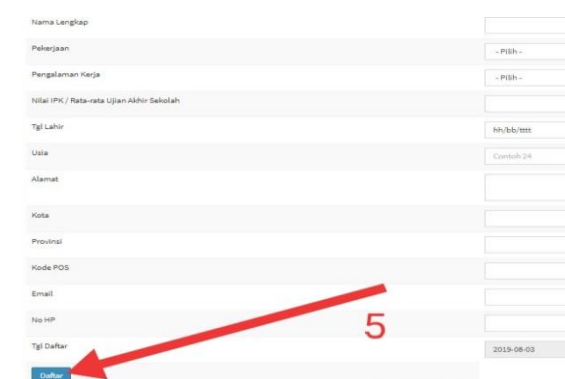 Nama Lengkap
Pekerjaan
- Pilih -
Pengalaman Kerja
- Pilih -
Nilai IPK / Rata-rata Ujian Akhir Sekolah
Tgl Lahir
hh/bb/tttt
Usia
Contoh 24
Alamat
Kota
Provinsi
Kode POS
Email
No HP
5
Tgl Daftar
2019-08-03
Daftar